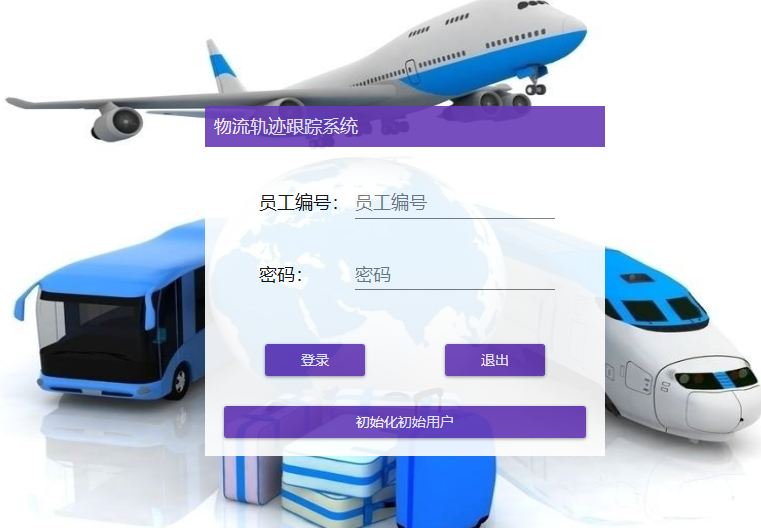 物流轨迹跟踪系统
员工编号： 员工编号
密码： 密码
登录 退出
初始化初始用户